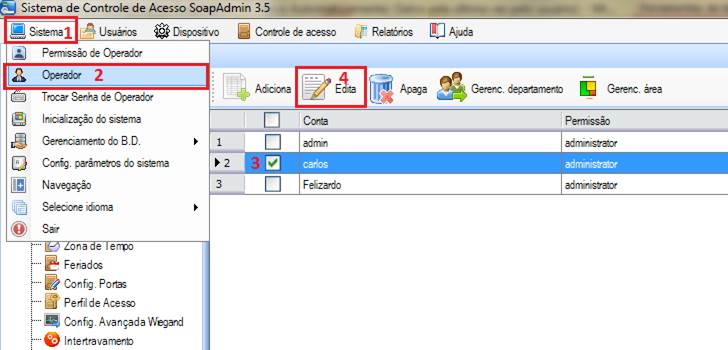 Sistema de Controle de Acesso SoapAdmin 3.5
Sistema 1 Usuários Dispositivo Controle de acesso Relatórios Ajuda
Permissão de Operador
Operador 2
Trocar Senha de Operador
Inicialização do sistema
Gerenciamento do B.D.
Config. parâmetros do sistema
Navegação
Selecione idioma
Sair
Zona de Tempo
Feriados
Config. Portas
Perfil de Acesso
Config. Avançada Wiegand
Intertravamento
4
Adiciona Edita Apaga Gerenc. departamento Gerenc. área
Conta Permissão
1 admin administrator
2 3 carlos administrator
3 Felizardo administrator